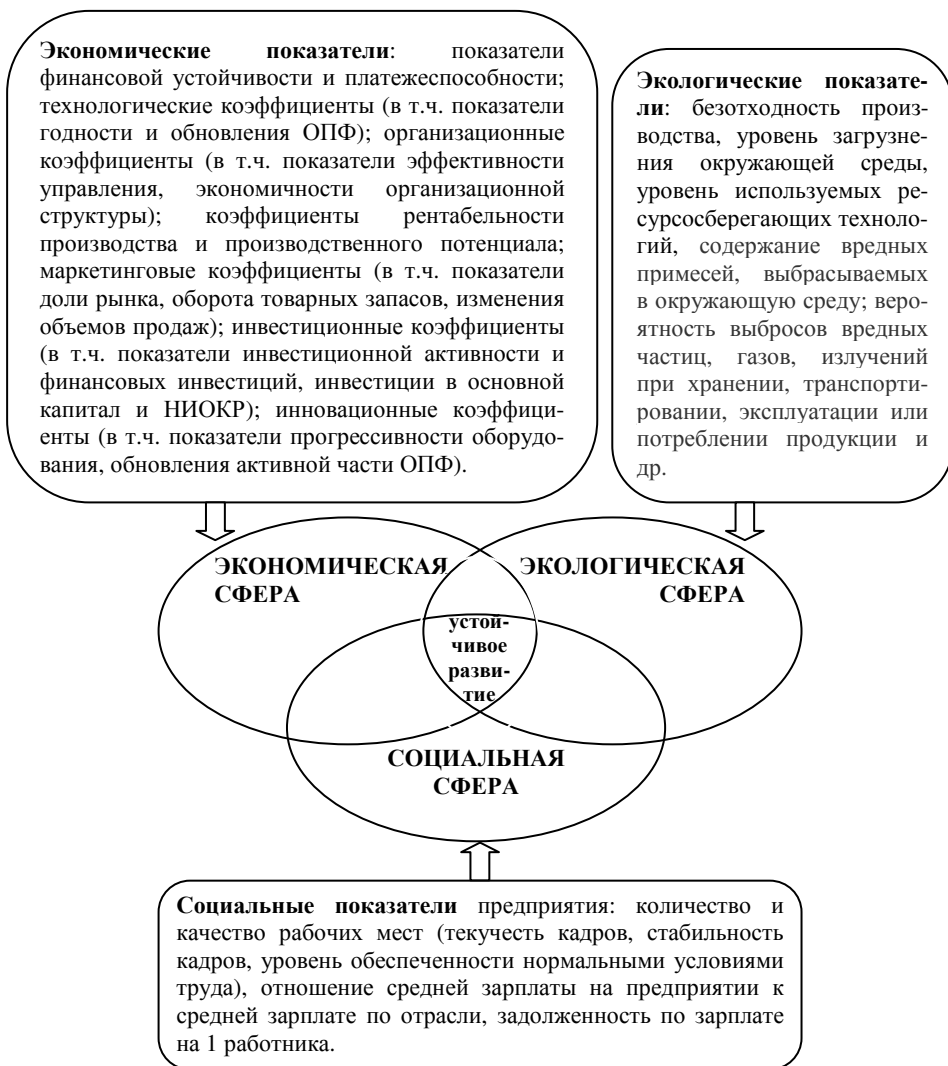 Экономические показатели: показатели
финансовой устойчивости и платежеспособности;
технологические коэффициенты (в т.ч. показатели
годности и обновления ОПФ); организационные
коэффициенты (в т.ч. показатели эффективности
управления, экономичности организационной
структуры); коэффициенты рентабельности
производства и производственного потенциала;
маркетинговые коэффициенты (в т.ч. показатели
доли рынка, оборота товарных запасов, изменения
объемов продаж); инвестиционные коэффициенты
(в т.ч. показатели инвестиционной активности и
финансовых инвестиций, инвестиции в основной
капитал и НИОКР); инновационные коэффици-
енты (в т.ч. показатели прогрессивности оборудо-
вания, обновления активной части ОПФ).
Экологические показате-
ли: безотходность произ-
водства, уровень загрузне-
ния окружающей среды,
уровень используемых ре-
сурсосберегающих техноло-
гий, содержание вредных
примесей, выбрасываемых
в окружающую среду; веро-
ятность выбросов вредных
частиц, газов, излучений
при хранении, транспорти-
ровании, эксплуатации или
потреблении продукции и
др.
ЭКОНОМИЧЕСКАЯ
СФЕРА
ЭКОЛОГИЧЕСКАЯ
СФЕРА
устой-
чивое
разви-
тие
СОЦИАЛЬНАЯ
СФЕРА
Социальные показатели предприятия: количество и
качество рабочих мест (текучесть кадров, стабильность
кадров, уровень обеспеченности нормальными условиями
труда), отношение средней зарплаты на предприятии к
средней зарплате по отрасли, задолженность по зарплате
на 1 работника.